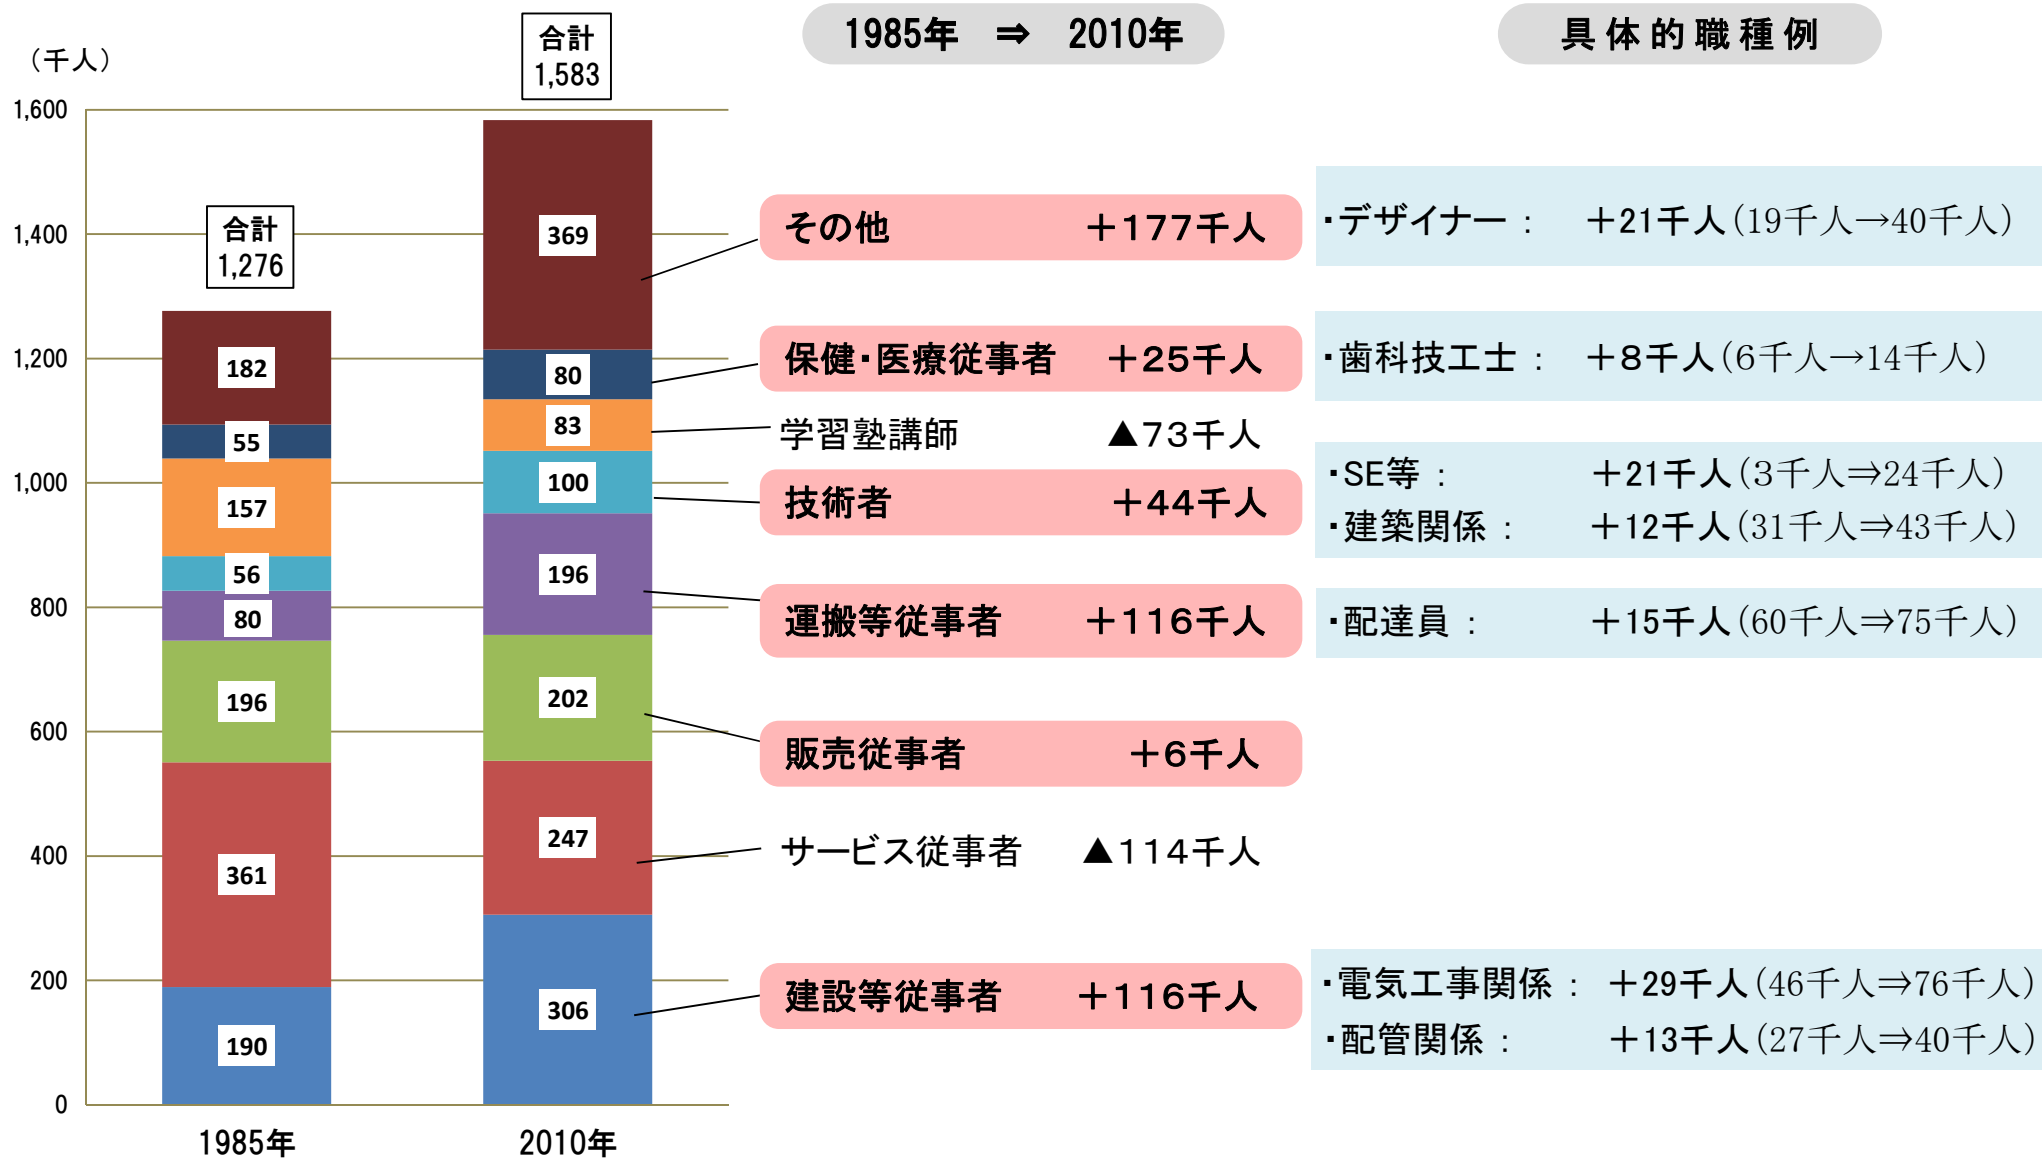 1985年 ⇒ 2010年
具体的職種例
（千人）
合計
1,583
合計
1,276
1,600
1,400
1,200
1,000
800
600
400
200
0
182
55
157
56
80
196
361
190
369
80
83
100
196
202
247
306
1985年
2010年
その他 ＋177千人
・デザイナー： ＋21千人（19千人→40千人）
保健・医療従事者 ＋25千人
・歯科技工士： ＋8千人（6千人→14千人）
学習塾講師 ▲73千人
技術者 ＋44千人
・SE等： ＋21千人（3千人⇒24千人）
・建築関係： ＋12千人（31千人⇒43千人）
運搬等従事者 ＋116千人
・配達員： ＋15千人（60千人⇒75千人）
販売従事者 ＋6千人
サービス従事者 ▲114千人
建設等従事者 ＋116千人
・電気工事関係： ＋29千人（46千人⇒76千人）
・配管関係： ＋13千人（27千人⇒40千人）